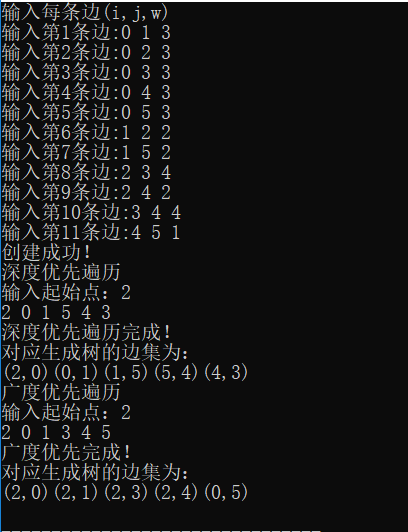 输入每条边(i,j,w)
输入第1条边:0 1 3
输入第2条边:0 2 3
输入第3条边:0 3 3
输入第4条边:0 4 3
输入第5条边:0 5 3
输入第6条边:1 2 2
输入第7条边:1 5 2
输入第8条边:2 3 4
输入第9条边:2 4 2
输入第10条边:3 4 4
输入第11条边:4 5 1
创建成功!
深度优先遍历
输入起始点: 2
2 0 1 5 4 3
深度优先遍历完成!
对应生成树的边集为:
(2,0)(0,1)(1,5)(5,4)(4,3)
广度优先遍历
输入起始点: 2
2 0 1 3 4 5
广度优先完成!
对应生成树的边集为:
(2,0)(2,1)(2,3)(2,4)(0,5)
--------------------------------